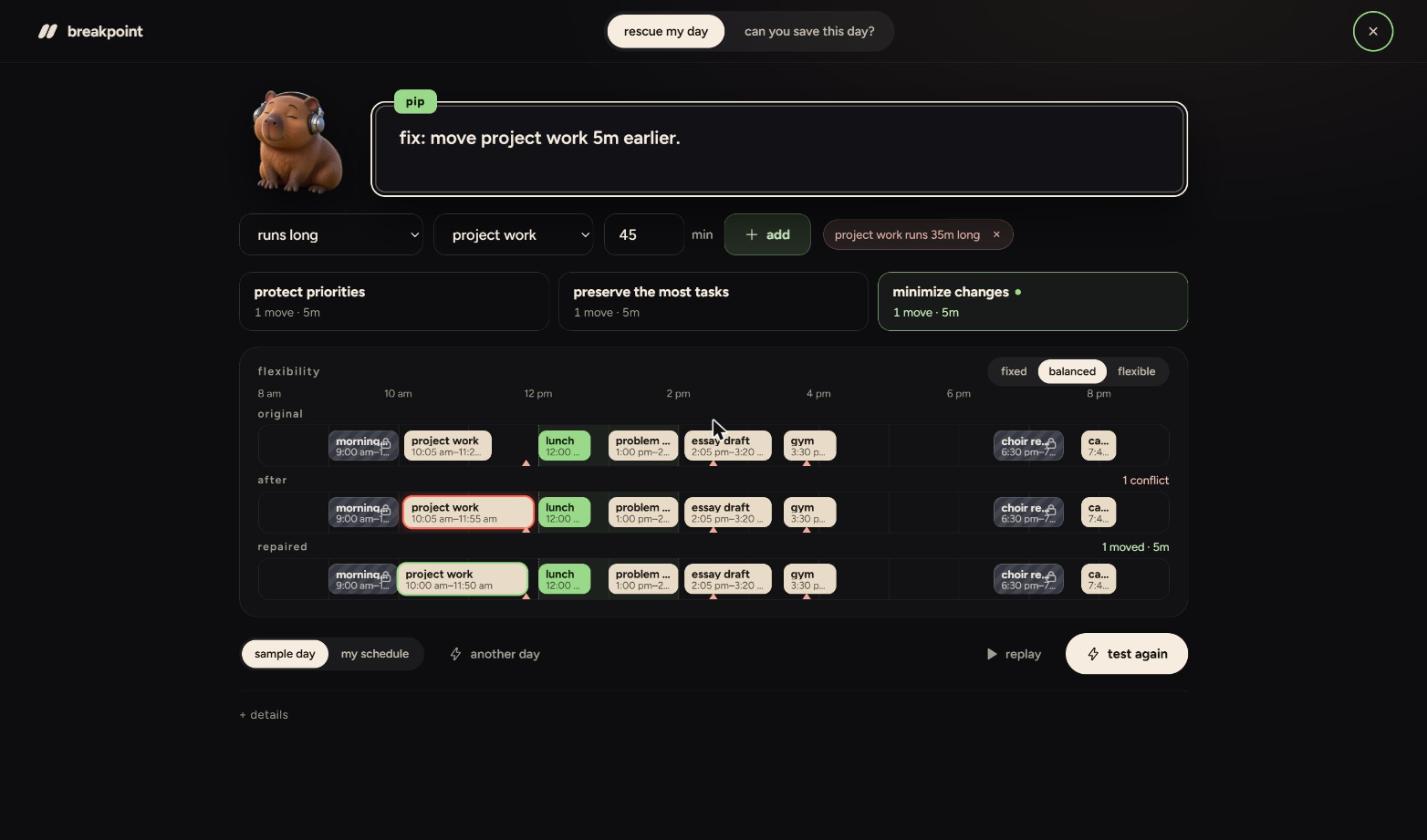 breakpoint
rescue my day
can you save this day?
pip
fix: move project work 5m earlier.
runs long
project work
45
min
+ add
project work runs 35m long ×
protect priorities
1 move · 5m
preserve the most tasks
1 move · 5m
minimize changes
1 move · 5m
flexibility
fixed
balanced
flexible
8 am
10 am
12 pm
2 pm
4 pm
6 pm
8 pm
original
morning...
9:00 am–1...
project work
10:05 am–11:2...
lunch
12:00 ...
problem ...
1:00 pm–2...
essay draft
2:05 pm–3:20 ...
gym
3:30 p...
choir re...
6:30 pm–7...
ca...
7:4...
after
1 conflict
morning...
9:00 am–1...
project work
10:05 am–11:55 am
lunch
12:00 ...
problem ...
1:00 pm–2...
essay draft
2:05 pm–3:20 ...
gym
3:30 p...
choir re...
6:30 pm–7...
ca...
7:4...
repaired
1 moved · 5m
morning...
9:00 am–1...
project work
10:00 am–11:50 am
lunch
12:00 ...
problem ...
1:00 pm–2...
essay draft
2:05 pm–3:20 ...
gym
3:30 p...
choir re...
6:30 pm–7...
ca...
7:4...
sample day
my schedule
another day
replay
test again
+ details